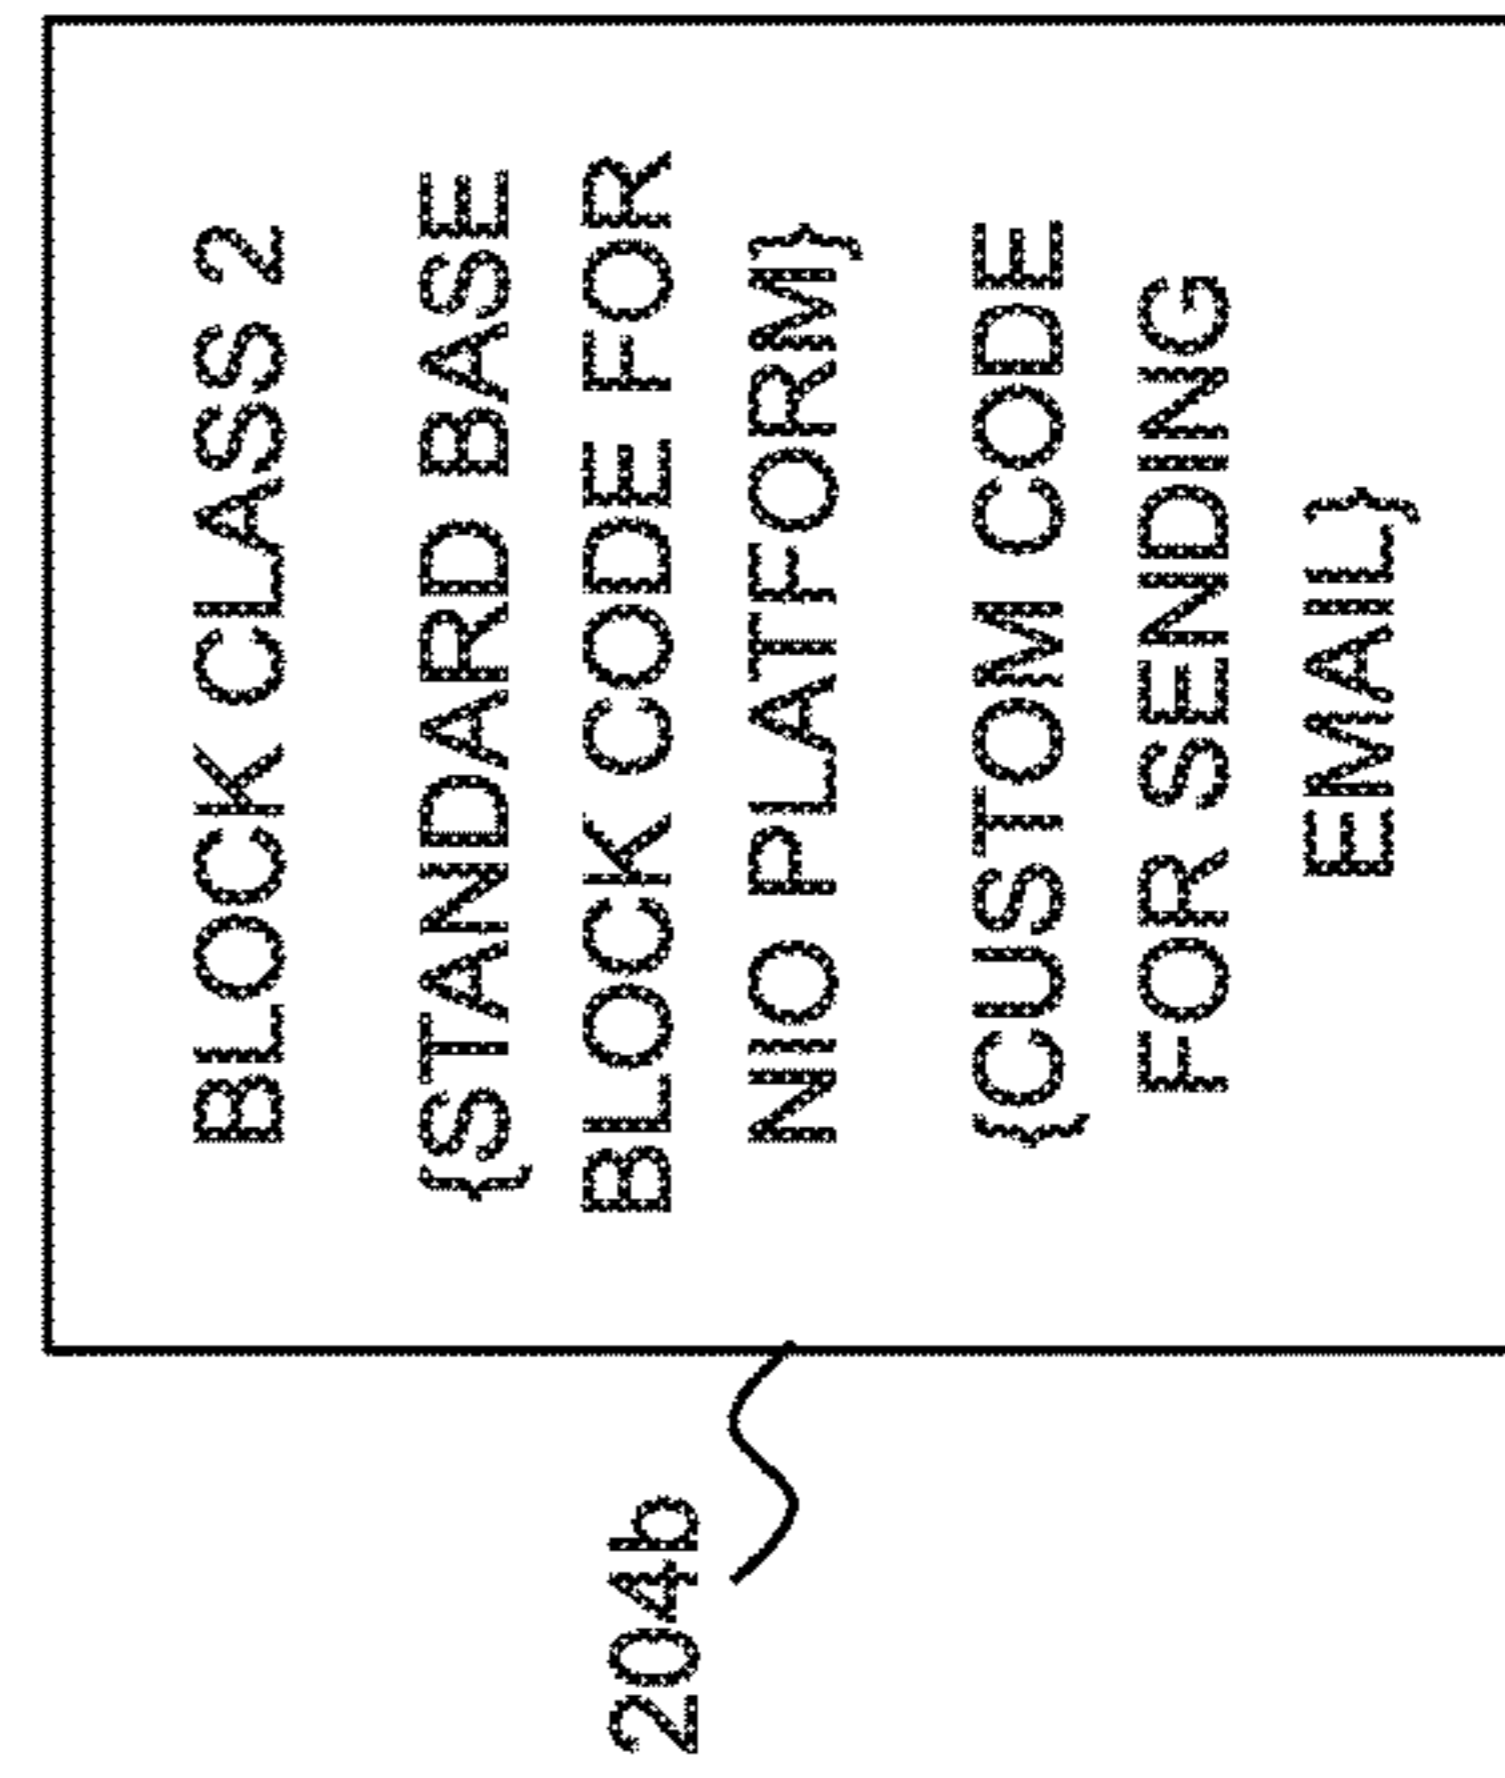 BLOCK CLASS 2
{STANDARD BASE
BLOCK CODE FOR
NIO PLATFORM}
{CUSTOM CODE
FOR SENDING
EMAIL}
204b